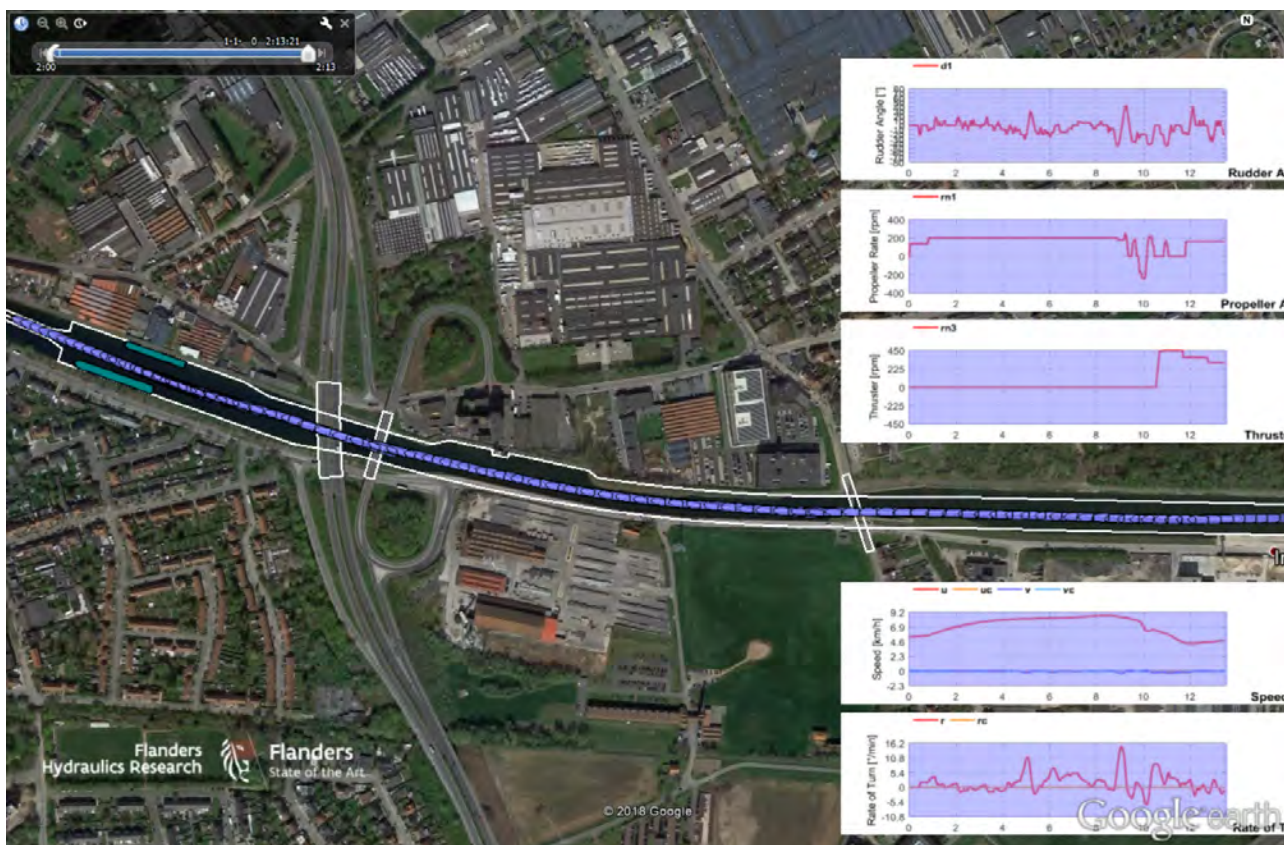 1-1- 0 2:13:21
2:00
2:13
N
d1
Rudder Angle [°]
0 2 4 6 8 10 12
Rudder A
rn1
Propeller Rate [rpm]
400
200
0
-200
-400
0 2 4 6 8 10 12
Propeller A
rn3
Thruster [rpm]
450
225
0
-225
-450
0 2 4 6 8 10 12
Thruste
u uc v vc
Speed [km/h]
9.2
6.9
4.6
2.3
0
-2.3
0 2 4 6 8 10 12
Speed
r rc
Rate of Turn [°/min]
16.2
10.8
5.4
0
-5.4
-10.8
0 2 4 6 8 10 12
Rate of T
Flanders
Hydraulics Research
Flanders
State of the Art
© 2018 Google
Google earth